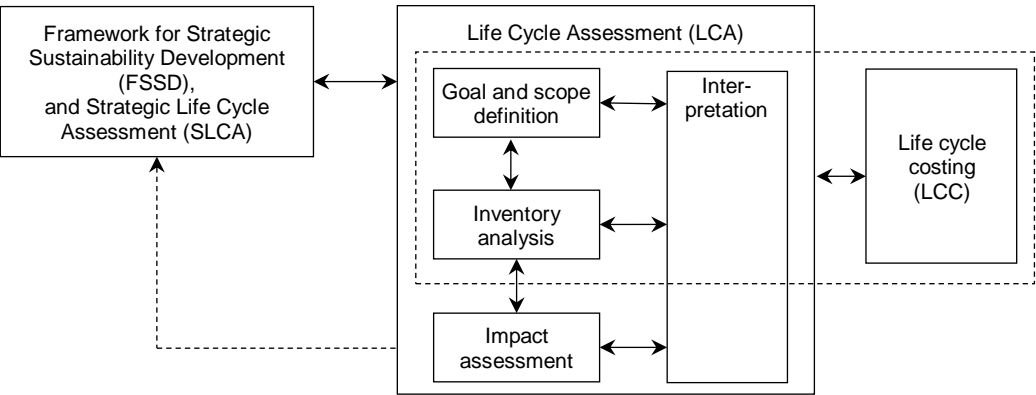 Framework for Strategic
Sustainability Development
(FSSD),
and Strategic Life Cycle
Assessment (SLCA)
Life Cycle Assessment (LCA)
Goal and scope
definition
Inter-
pretation
Inventory
analysis
Impact
assessment
Life cycle
costing
(LCC)